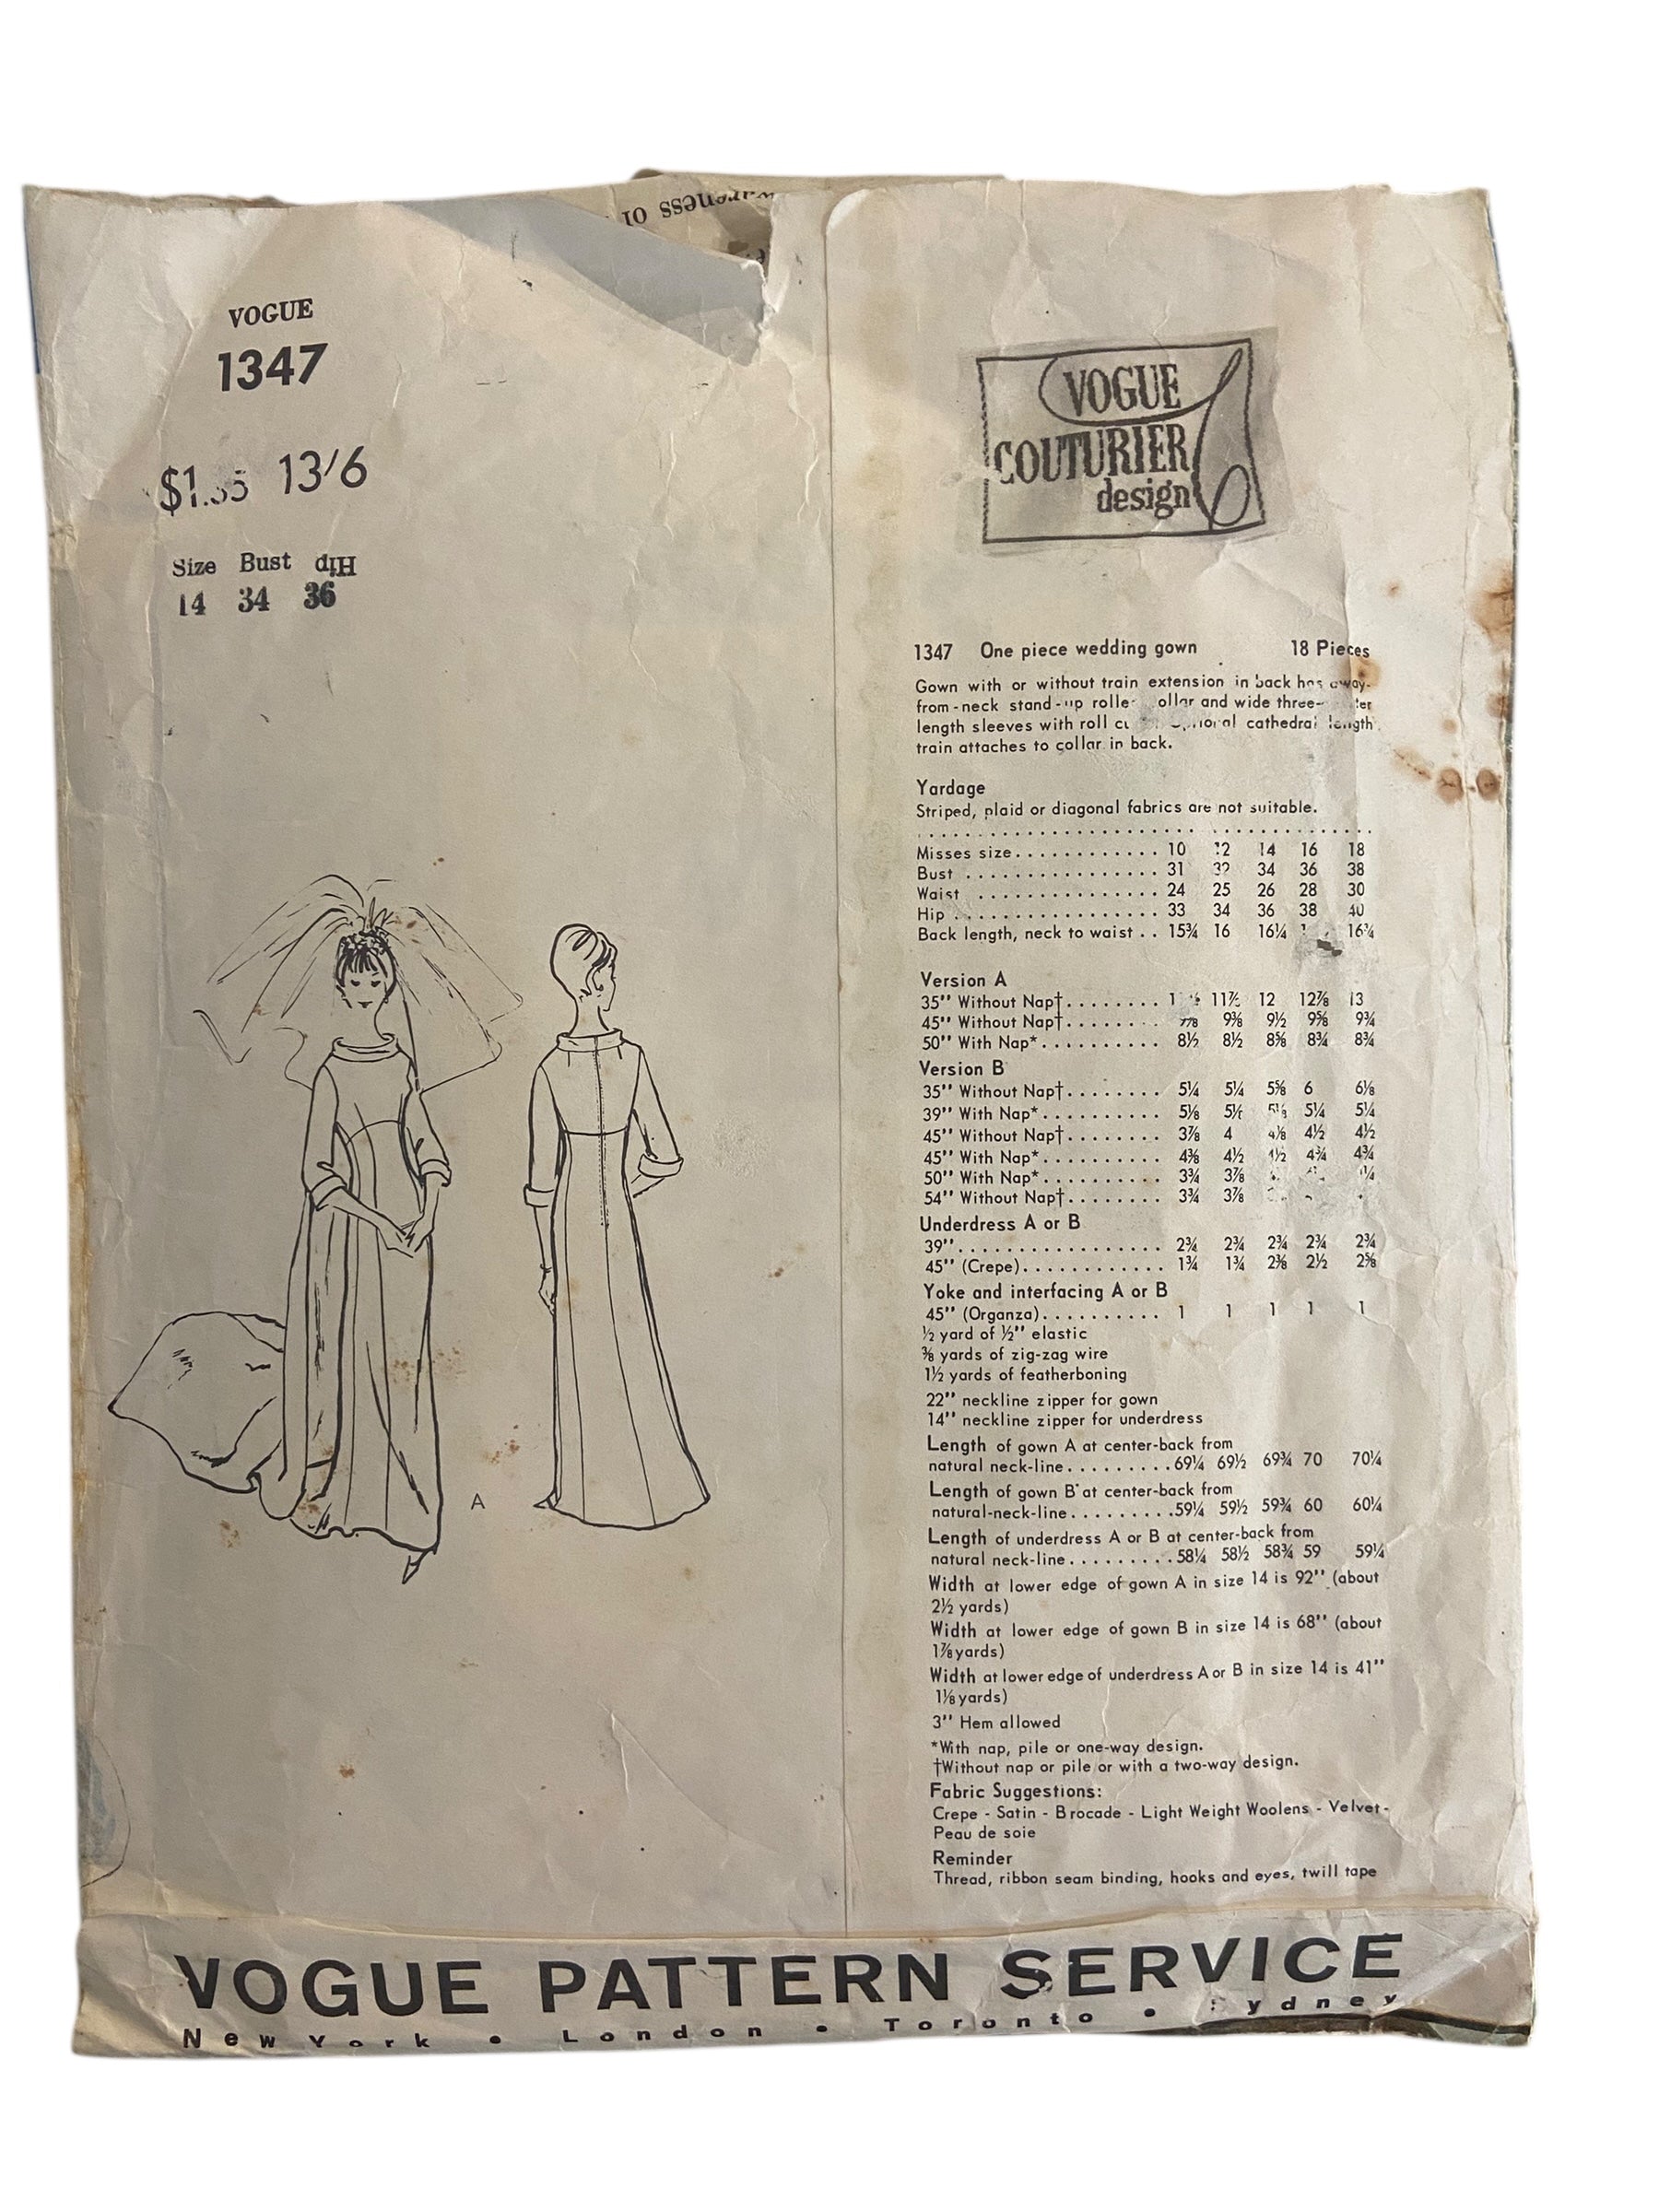 wareness of
VOGUE
1347
13/6
Size Bust Hip
14 34 36
VOGUE
COUTURIER
design
1347 One piece wedding gown 18 Pieces
Gown with or without train extension in back has away-
from-neck stand-up collar and wide
length sleeves with roll cathedral length
train attaches to collar in back.
Yardage
Striped, plaid or diagonal fabrics are not suitable.
Misses size 10 12 14 16 18
Bust 31 32 34 36 38
Waist 24 25 26 28 30
Hip 33 34 36 38 40
Back length, neck to waist 15¾ 16 16¼ 16¾
Version A
35" Without Nap† 11⅞ 12 12⅞ 13
45" Without Nap† 9⅜ 9½ 9⅝ 9¾
50" With Nap* 8½ 8½ 8⅝ 8¾ 8¾
Version B
35" Without Nap† 5¼ 5¼ 5⅝ 6 6⅛
39" With Nap* 5⅛ 5¼ 5¼
45" Without Nap† 3⅞ 4 4½ 4½
45" With Nap* 4⅜ 4½ 4½ 4¾ 4¾
50" With Nap* 3¾ 3⅞
54" Without Nap† 3¾ 3⅞
Underdress A or B
39" 2¾ 2¾ 2¾ 2¾ 2¾
45" (Crepe) 1¾ 1¾ 2⅜ 2½ 2⅝
Yoke and interfacing A or B
45" (Organza) 1 1 1 1 1
½ yard of ½" elastic
⅜ yards of zig-zag wire
1½ yards of featherboning
22" neckline zipper for gown
14" neckline zipper for underdress
Length of gown A at center-back from
natural neck-line 69¼ 69½ 69¾ 70 70¼
Length of gown B at center-back from
natural-neck-line 59¼ 59½ 59¾ 60 60¼
Length of underdress A or B at center-back from
natural neck-line 58¼ 58½ 58¾ 59 59¼
Width at lower edge of gown A in size 14 is 92" (about
2½ yards)
Width at lower edge of gown B in size 14 is 68" (about
1⅞ yards)
Width at lower edge of underdress A or B in size 14 is 41"
1⅛ yards)
3" Hem allowed
*With nap, pile or one-way design.
†Without nap or pile or with a two-way design.
Fabric Suggestions:
Crepe - Satin - Brocade - Light Weight Woolens - Velvet -
Peau de soie
Reminder
Thread, ribbon seam binding, hooks and eyes, twill tape
A
VOGUE PATTERN SERVICE
New York • London • Toronto • Sydney